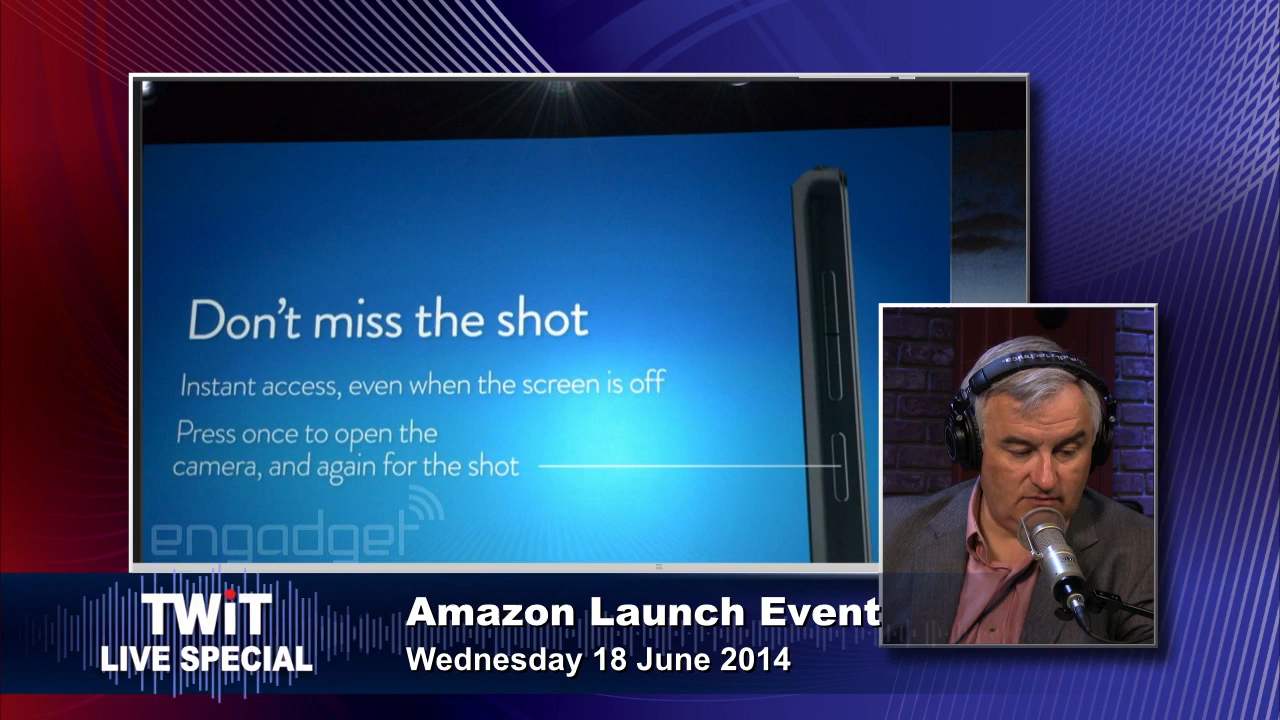 Don't miss the shot
Instant access, even when the screen is off
Press once to open the
camera, and again for the shot
engadget
TWiT
LIVE SPECIAL
Amazon Launch Event
Wednesday 18 June 2014